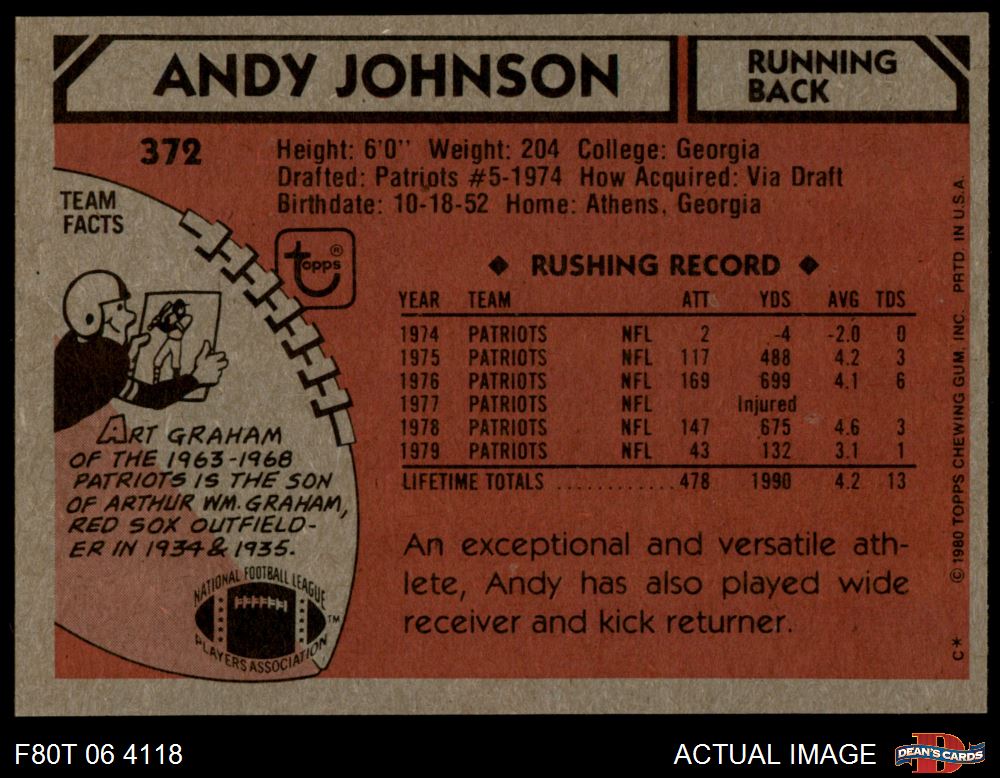 ANDY JOHNSON
RUNNING
BACK
372
Height: 6'0" Weight: 204 College: Georgia
Drafted: Patriots #5-1974 How Acquired: Via Draft
Birthdate: 10-18-52 Home: Athens, Georgia
TEAM
FACTS
topps ®
◆ RUSHING RECORD ◆
YEAR TEAM ATT YDS AVG TDS
1974 PATRIOTS NFL 2 -4 -2.0 0
1975 PATRIOTS NFL 117 488 4.2 3
1976 PATRIOTS NFL 169 699 4.1 6
1977 PATRIOTS NFL Injured
1978 PATRIOTS NFL 147 675 4.6 3
1979 PATRIOTS NFL 43 132 3.1 1
LIFETIME TOTALS ............ 478 1990 4.2 13
ART GRAHAM
OF THE 1963-1968
PATRIOTS IS THE SON
OF ARTHUR WM. GRAHAM,
RED SOX OUTFIELD-
ER IN 1934 & 1935.
NATIONAL FOOTBALL LEAGUE
PLAYERS ASSOCIATION
TM
An exceptional and versatile ath-
lete, Andy has also played wide
receiver and kick returner.
© 1980 TOPPS CHEWING GUM, INC. PRTD. IN U.S.A.
C*
F80T 06 4118
ACTUAL IMAGE
DEAN'S CARDS